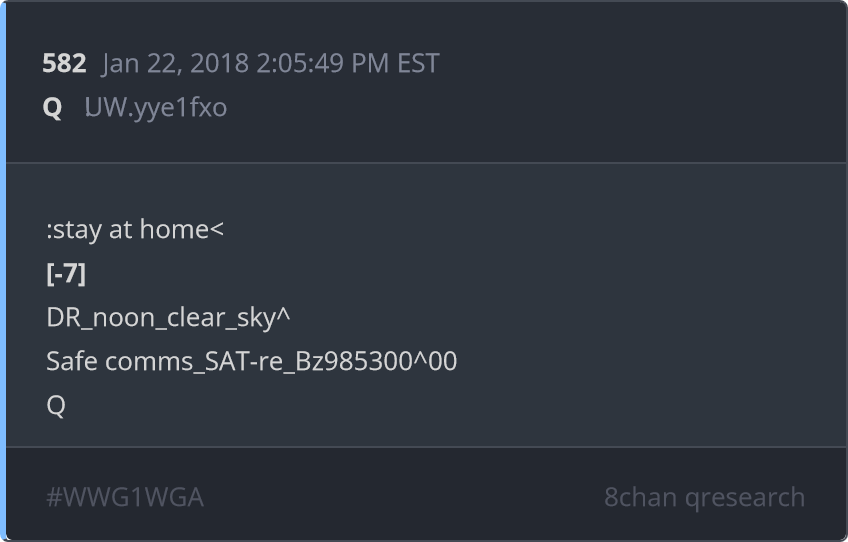 582 Jan 22, 2018 2:05:49 PM EST
Q UW.yye1fxo
:stay at home<
[-7]
DR_noon_clear_sky^
Safe comms_SAT-re_Bz985300^00
Q
#WWG1WGA 8chan qresearch